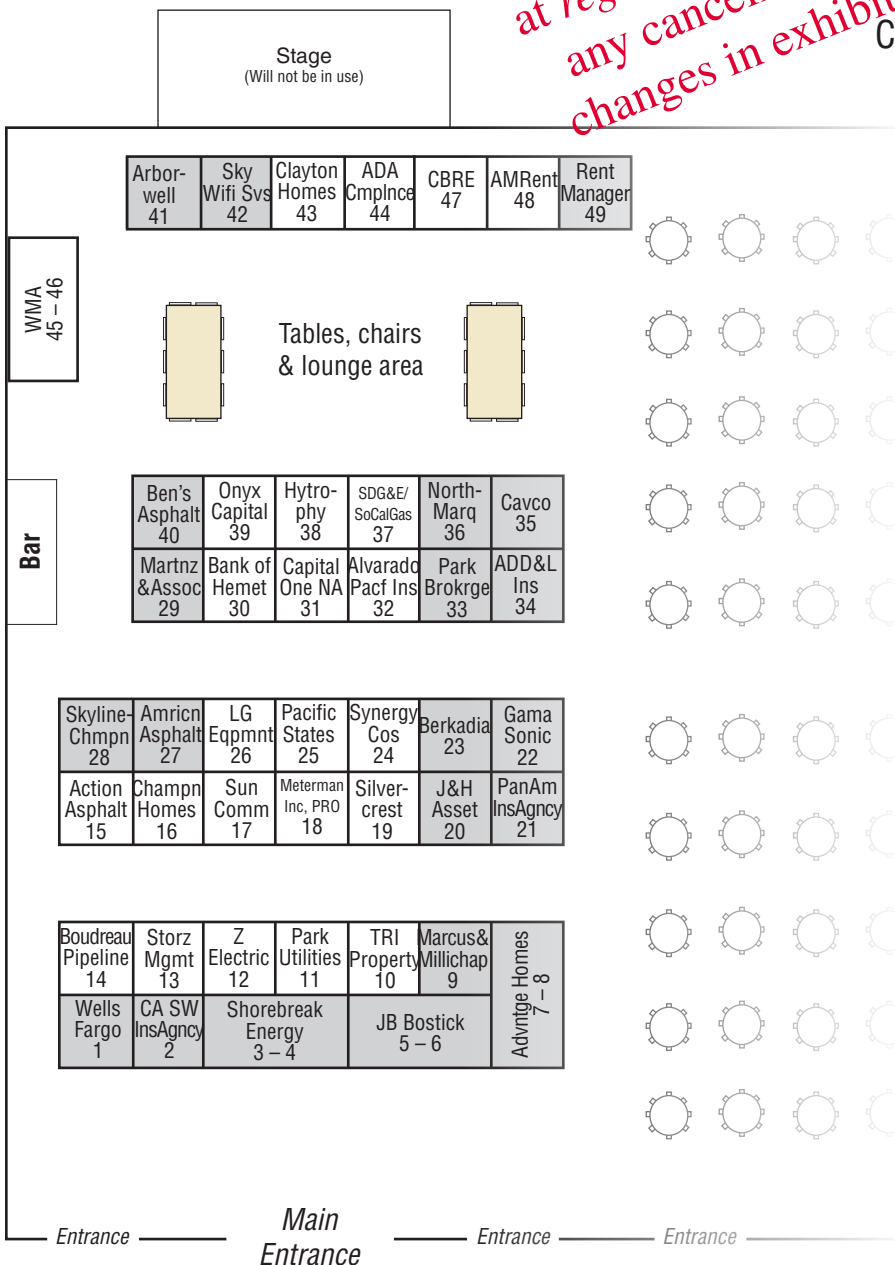 at reg
any cancell
changes in exhibit
C
Stage
(Will not be in use)
Arbor-
well
41
Sky
Wifi Svs
42
Clayton
Homes
43
ADA
Cmplnce
44
CBRE
47
AMRent
48
Rent
Manager
49
WMA
45 – 46
Tables, chairs
& lounge area
Bar
Ben's
Asphalt
40
Onyx
Capital
39
Hytro-
phy
38
SDG&E/
SoCalGas
37
North-
Marq
36
Cavco
35
Martnz
&Assoc
29
Bank of
Hemet
30
Capital
One NA
31
Alvarado
Pacf Ins
32
Park
Brokrge
33
ADD&L
Ins
34
Skyline-
Chmpn
28
Amricn
Asphalt
27
LG
Eqpmnt
26
Pacific
States
25
Synergy
Cos
24
Berkadia
23
Gama
Sonic
22
Action
Asphalt
15
Champn
Homes
16
Sun
Comm
17
Meterman
Inc, PRO
18
Silver-
crest
19
J&H
Asset
20
PanAm
InsAgncy
21
Boudreau
Pipeline
14
Storz
Mgmt
13
Z
Electric
12
Park
Utilities
11
TRI
Property
10
Marcus&
Millichap
9
Advntge Homes
7 – 8
Wells
Fargo
1
CA SW
InsAgncy
2
Shorebreak
Energy
3 – 4
JB Bostick
5 – 6
Entrance
Main
Entrance
Entrance
Entrance